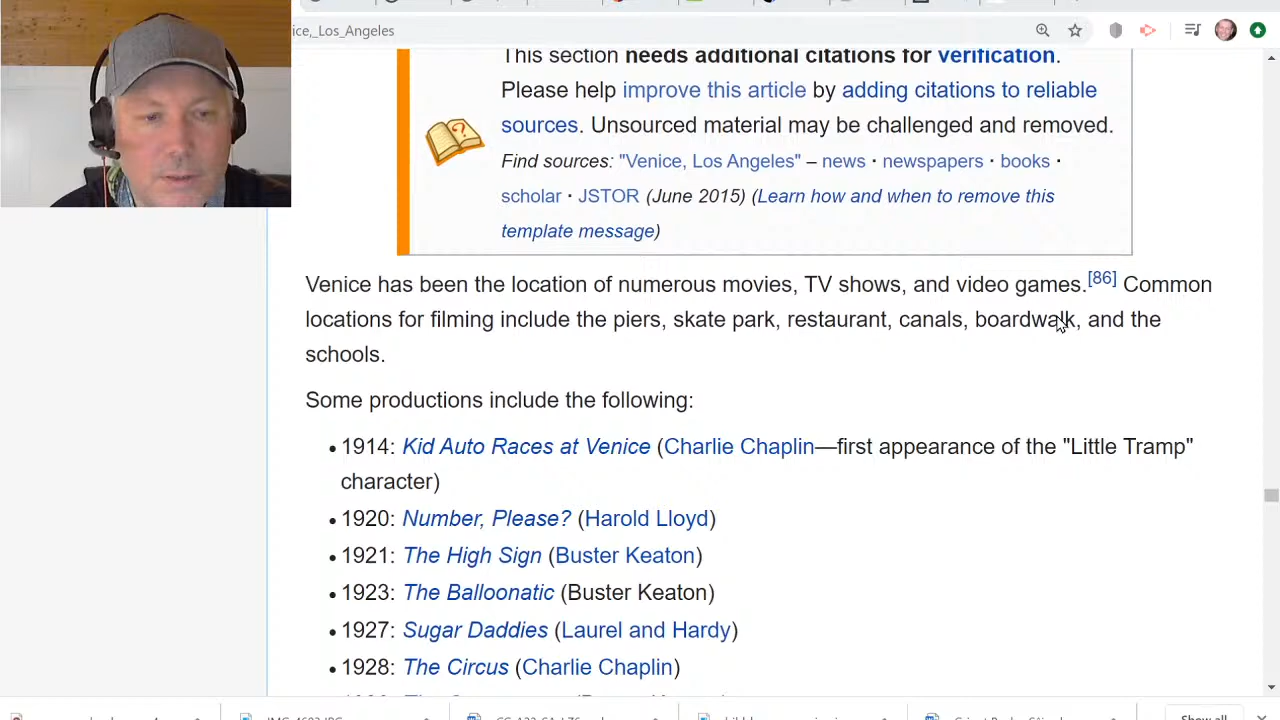 ice,_Los_Angeles
This section needs additional citations for verification.
Please help improve this article by adding citations to reliable
sources. Unsourced material may be challenged and removed.
Find sources: "Venice, Los Angeles" – news · newspapers · books ·
scholar · JSTOR (June 2015) (Learn how and when to remove this
template message)
Venice has been the location of numerous movies, TV shows, and video games.[86] Common
locations for filming include the piers, skate park, restaurant, canals, boardwalk, and the
schools.
Some productions include the following:
• 1914: Kid Auto Races at Venice (Charlie Chaplin—first appearance of the "Little Tramp"
character)
• 1920: Number, Please? (Harold Lloyd)
• 1921: The High Sign (Buster Keaton)
• 1923: The Balloonatic (Buster Keaton)
• 1927: Sugar Daddies (Laurel and Hardy)
• 1928: The Circus (Charlie Chaplin)
Show all